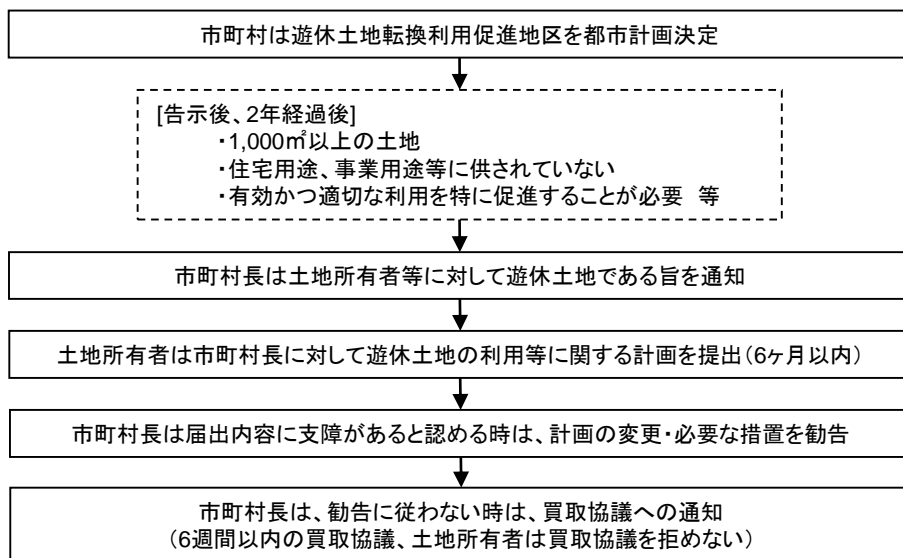 市町村は遊休土地転換利用促進地区を都市計画決定
[告示後、2年経過後]
・1,000㎡以上の土地
・住宅用途、事業用途等に供されていない
・有効かつ適切な利用を特に促進することが必要 等
市町村長は土地所有者等に対して遊休土地である旨を通知
土地所有者は市町村長に対して遊休土地の利用等に関する計画を提出(6ヶ月以内)
市町村長は届出内容に支障があると認める時は、計画の変更・必要な措置を勧告
市町村長は、勧告に従わない時は、買取協議への通知
(6週間以内の買取協議、土地所有者は買取協議を拒めない)